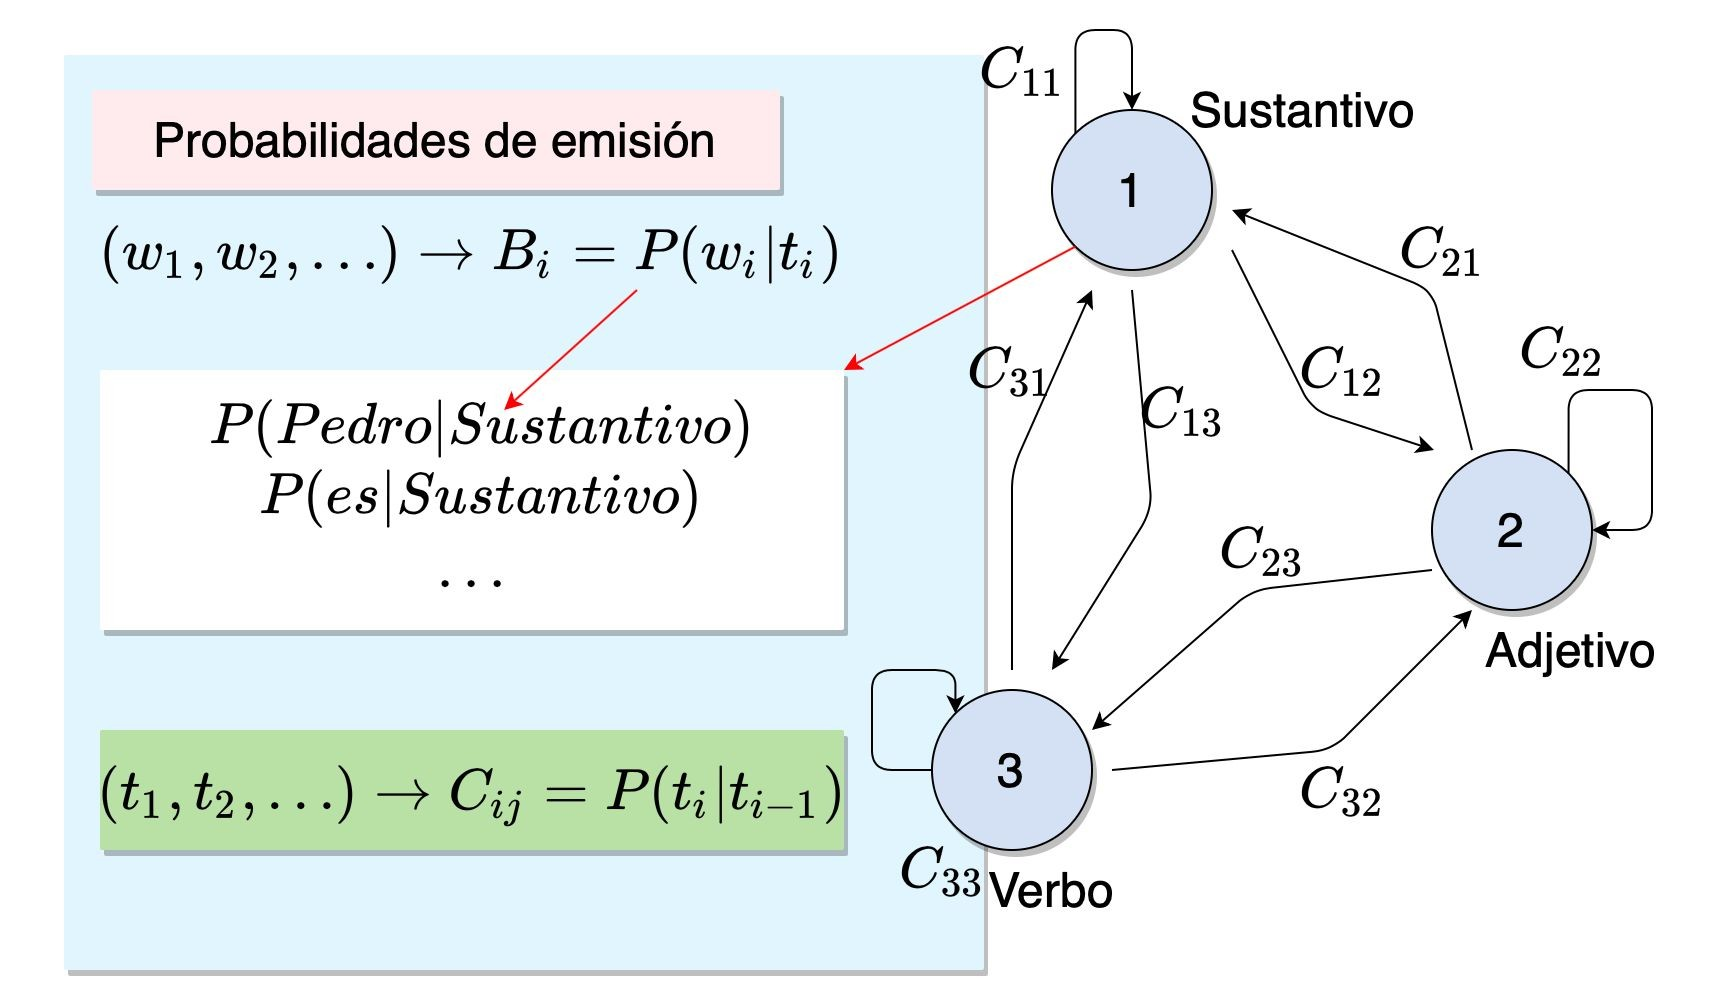 Probabilidades de emisión
(w₁, w₂, …) → Bᵢ = P(wᵢ|tᵢ)
P(Pedro|Sustantivo)
P(es|Sustantivo)
…
(t₁, t₂, …) → Cᵢⱼ = P(tᵢ|tᵢ₋₁)
C₁₁
Sustantivo
1
C₂₁
C₃₁
C₁₃
C₁₂
C₂₂
2
C₂₃
Adjetivo
3
C₃₂
C₃₃
Verbo